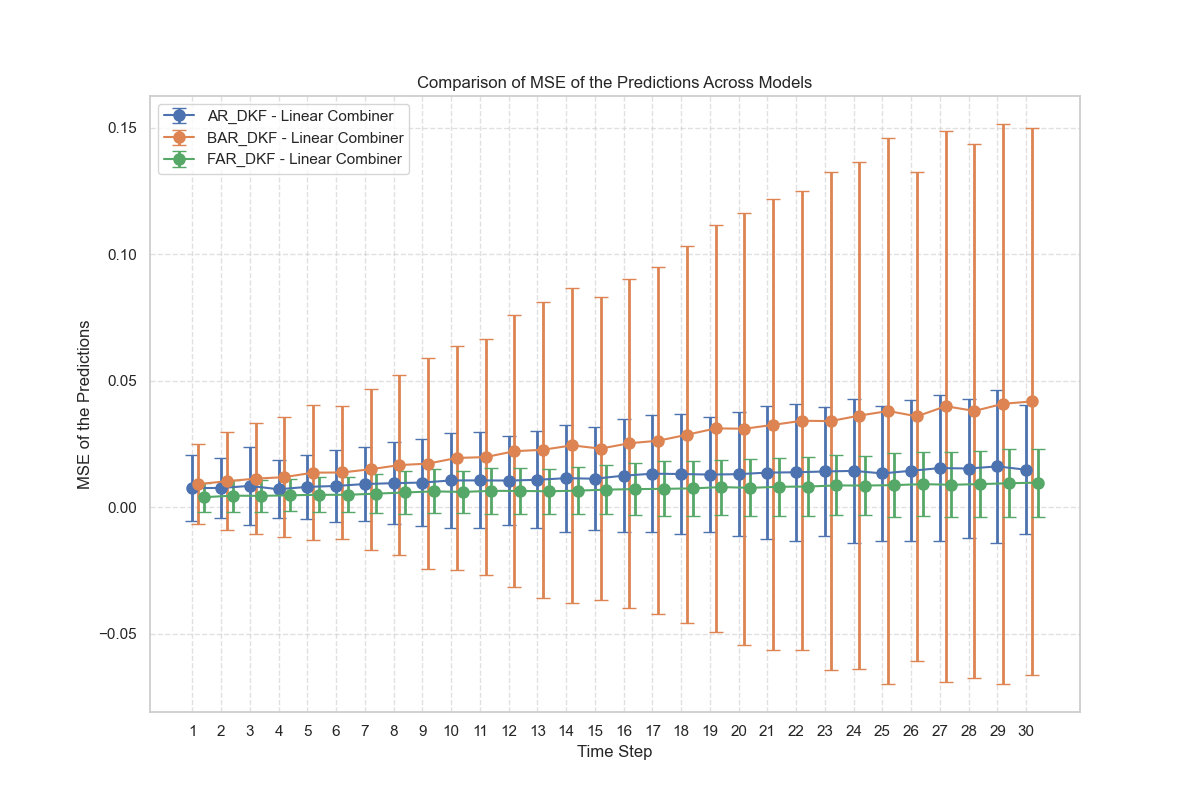 Comparison of MSE of the Predictions Across Models
AR_DKF - Linear Combiner
BAR_DKF - Linear Combiner
FAR_DKF - Linear Combiner
MSE of the Predictions
0.15
0.10
0.05
0.00
−0.05
1 2 3 4 5 6 7 8 9 10 11 12 13 14 15 16 17 18 19 20 21 22 23 24 25 26 27 28 29 30
Time Step